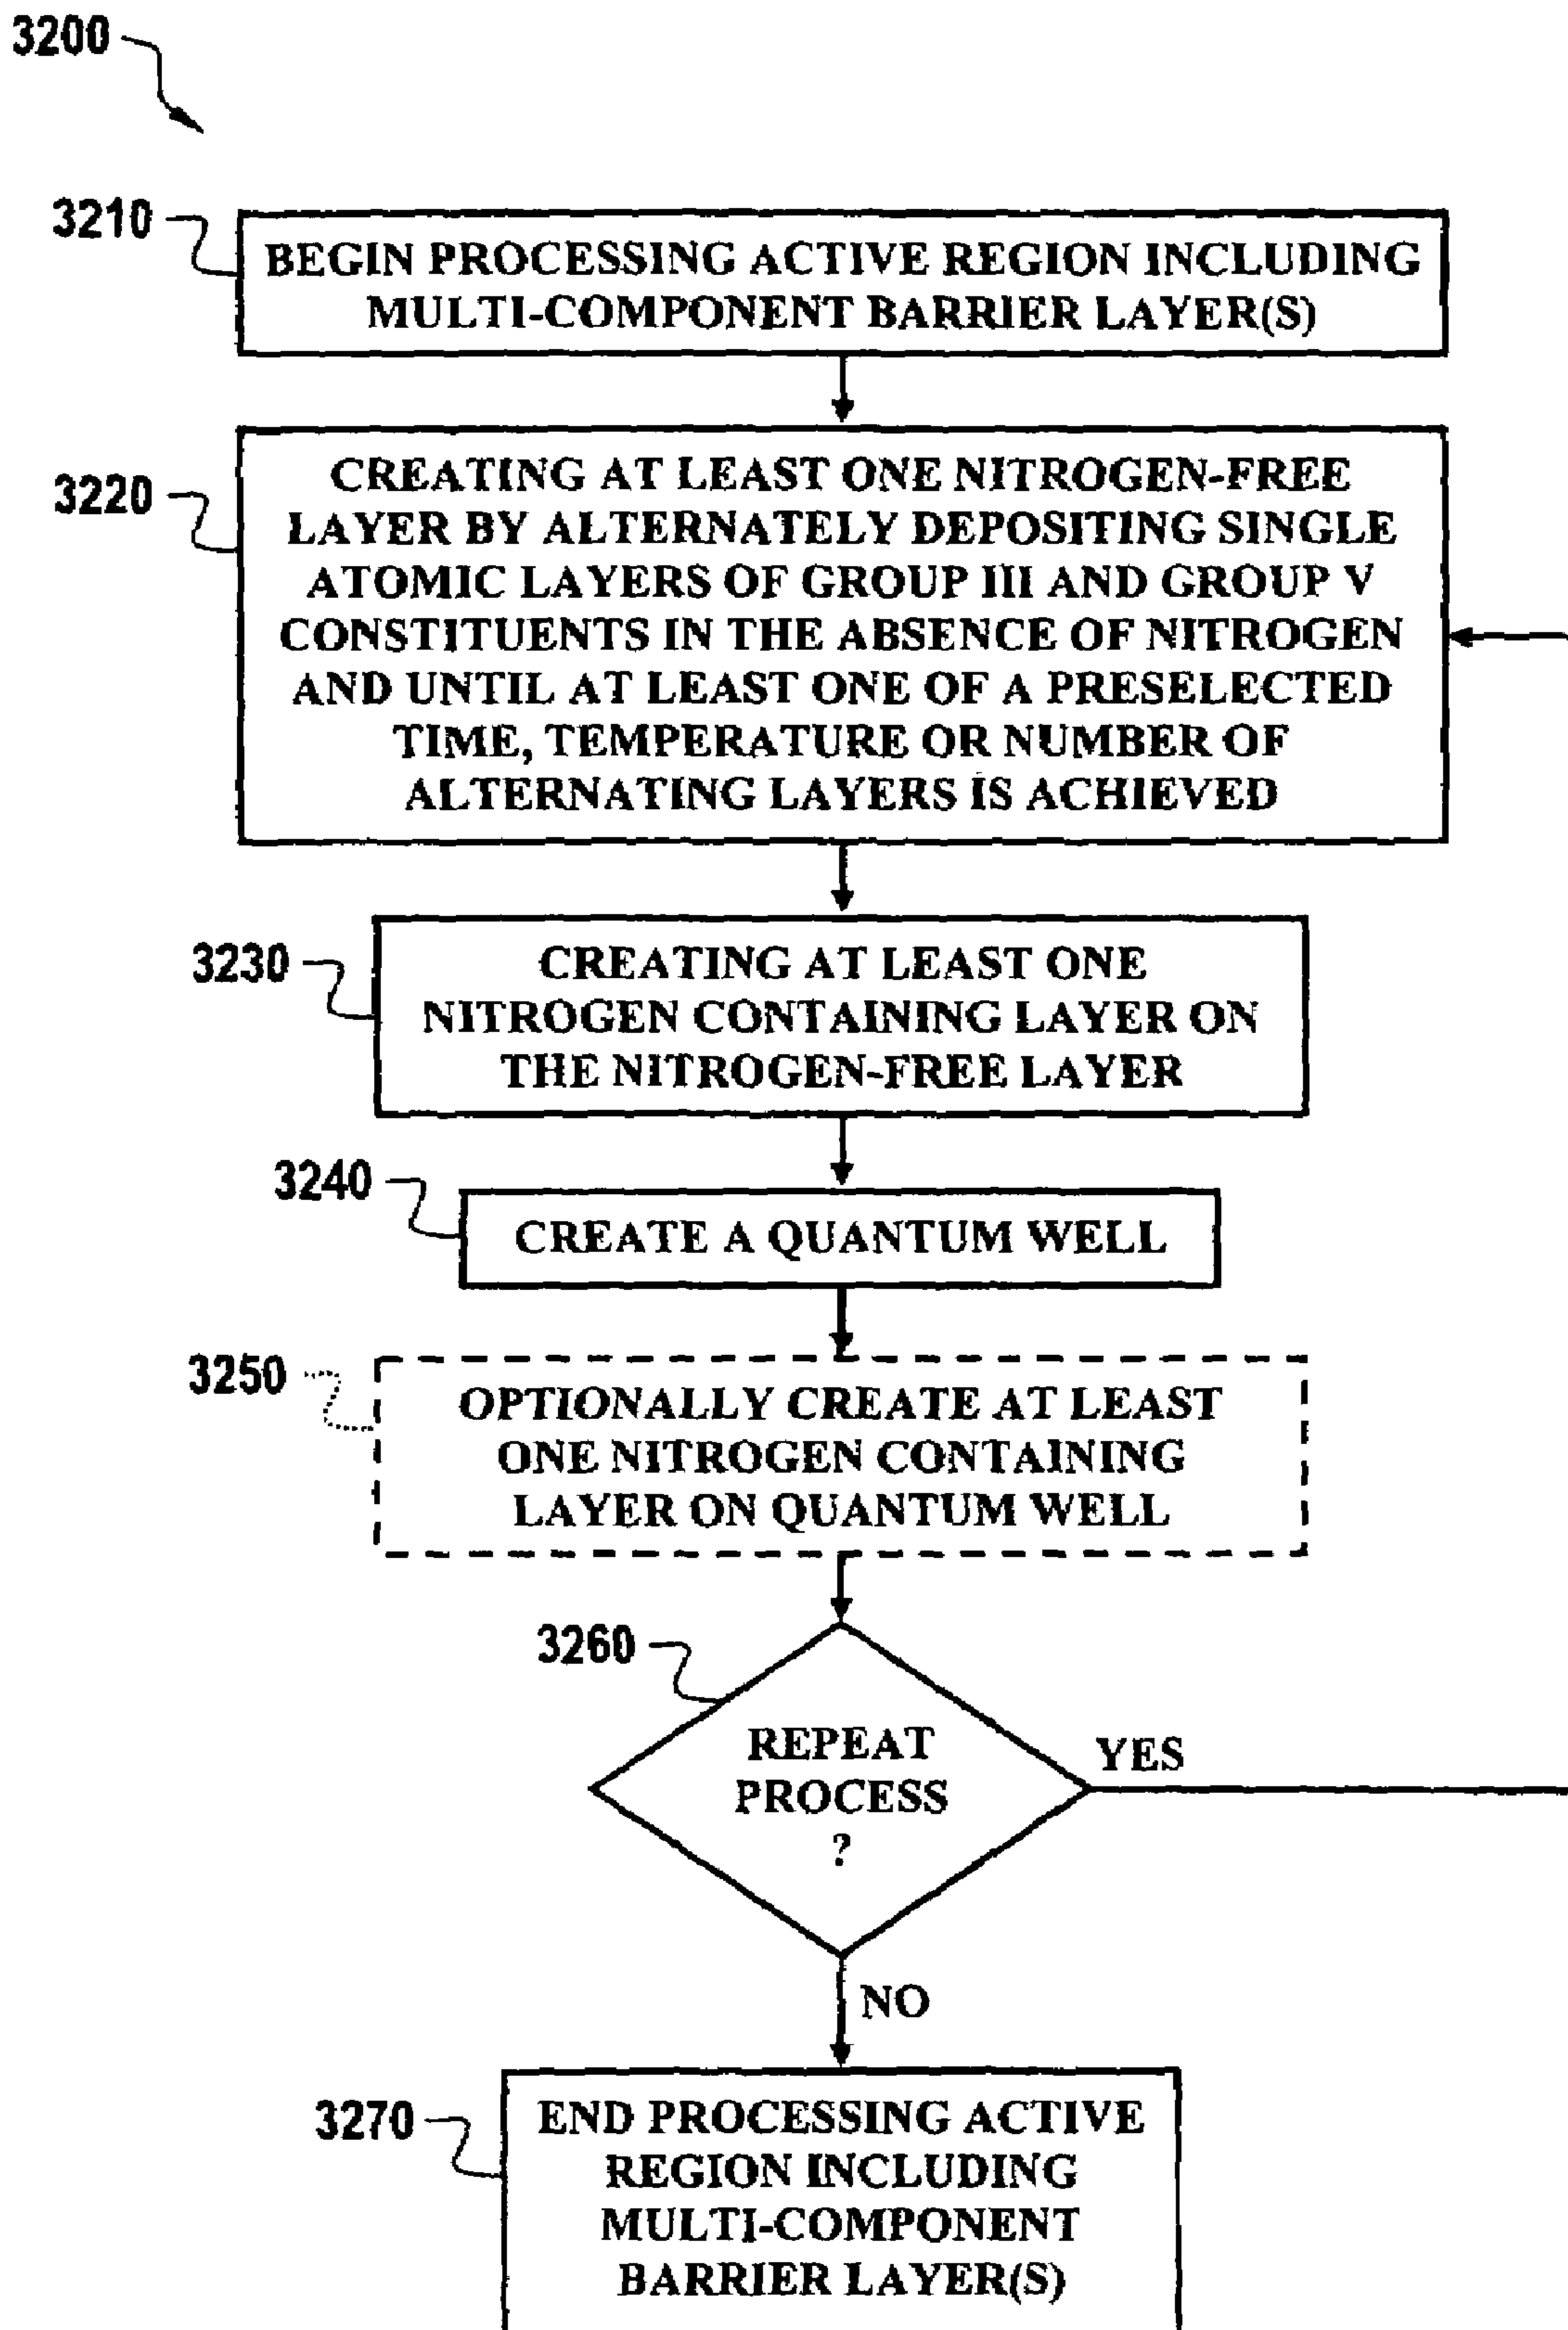 3200
3210
BEGIN PROCESSING ACTIVE REGION INCLUDING
MULTI-COMPONENT BARRIER LAYER(S)
3220
CREATING AT LEAST ONE NITROGEN-FREE
LAYER BY ALTERNATELY DEPOSITING SINGLE
ATOMIC LAYERS OF GROUP III AND GROUP V
CONSTITUENTS IN THE ABSENCE OF NITROGEN
AND UNTIL AT LEAST ONE OF A PRESELECTED
TIME, TEMPERATURE OR NUMBER OF
ALTERNATING LAYERS IS ACHIEVED
3230
CREATING AT LEAST ONE
NITROGEN CONTAINING LAYER ON
THE NITROGEN-FREE LAYER
3240
CREATE A QUANTUM WELL
3250
OPTIONALLY CREATE AT LEAST
ONE NITROGEN CONTAINING
LAYER ON QUANTUM WELL
3260
REPEAT
PROCESS
?
YES
NO
3270
END PROCESSING ACTIVE
REGION INCLUDING
MULTI-COMPONENT
BARRIER LAYER(S)